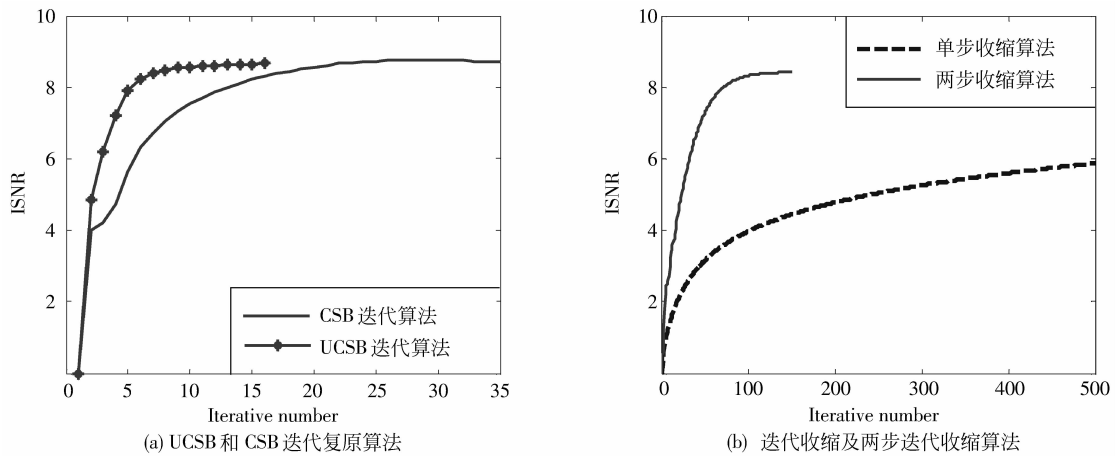 10
8
6
4
2
ISNR
CSB 迭代算法
UCSB 迭代算法
0 5 10 15 20 25 30 35
Iterative number
(a) UCSB 和 CSB 迭代复原算法
10
8
6
4
2
ISNR
单步收缩算法
两步收缩算法
0 100 200 300 400 500
Iterative number
(b) 迭代收缩及两步迭代收缩算法